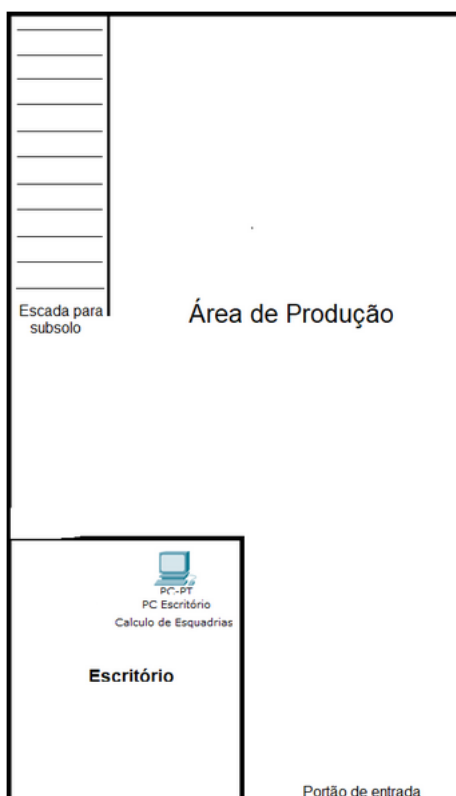 Escada para
subsolo
Área de Produção
PC-PT
PC Escritório
Calculo de Esquadrias
Escritório
Portão de entrada